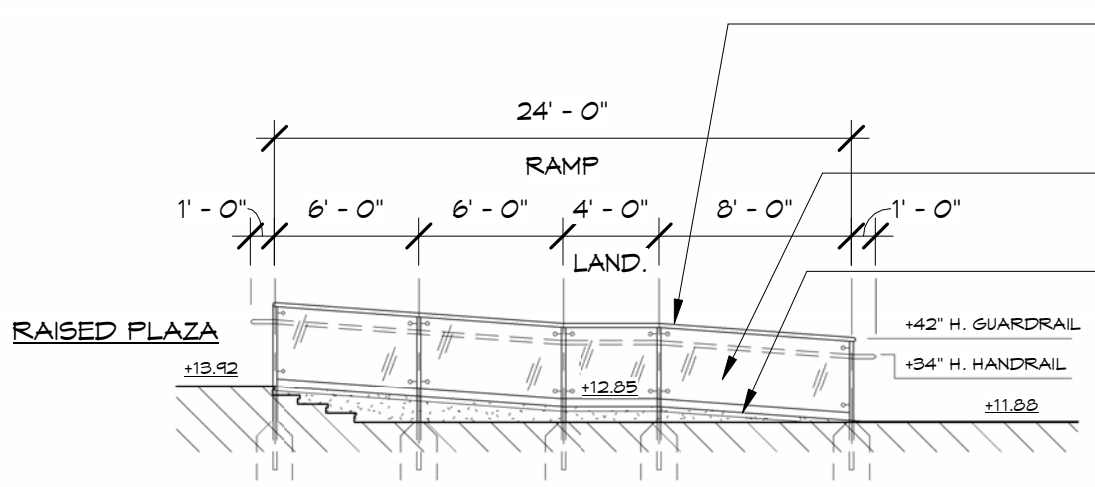 24' - 0"
RAMP
1' - 0" 6' - 0" 6' - 0" 4' - 0" 8' - 0" 1' - 0"
LAND.
RAISED PLAZA
+42" H. GUARDRAIL
+34" H. HANDRAIL
+13.92
+12.85
+11.88